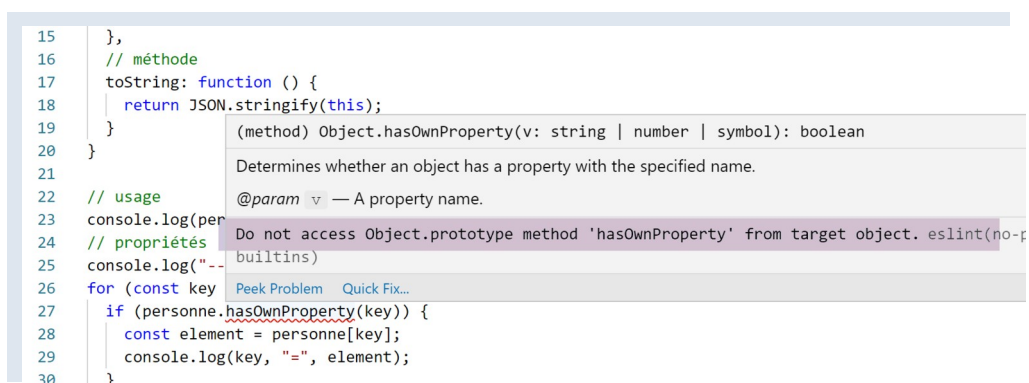 15 },
16 // méthode
17 toString: function () {
18 return JSON.stringify(this);
19 }
20 }
21
22 // usage
23 console.log(per
24 // propriétés
25 console.log("--
26 for (const key
27 if (personne.hasOwnProperty(key)) {
28 const element = personne[key];
29 console.log(key, "=", element);
30 }
(method) Object.hasOwnProperty(v: string | number | symbol): boolean
Determines whether an object has a property with the specified name.
@param v — A property name.
Do not access Object.prototype method 'hasOwnProperty' from target object. eslint(no-p
builtins)
Peek Problem Quick Fix...